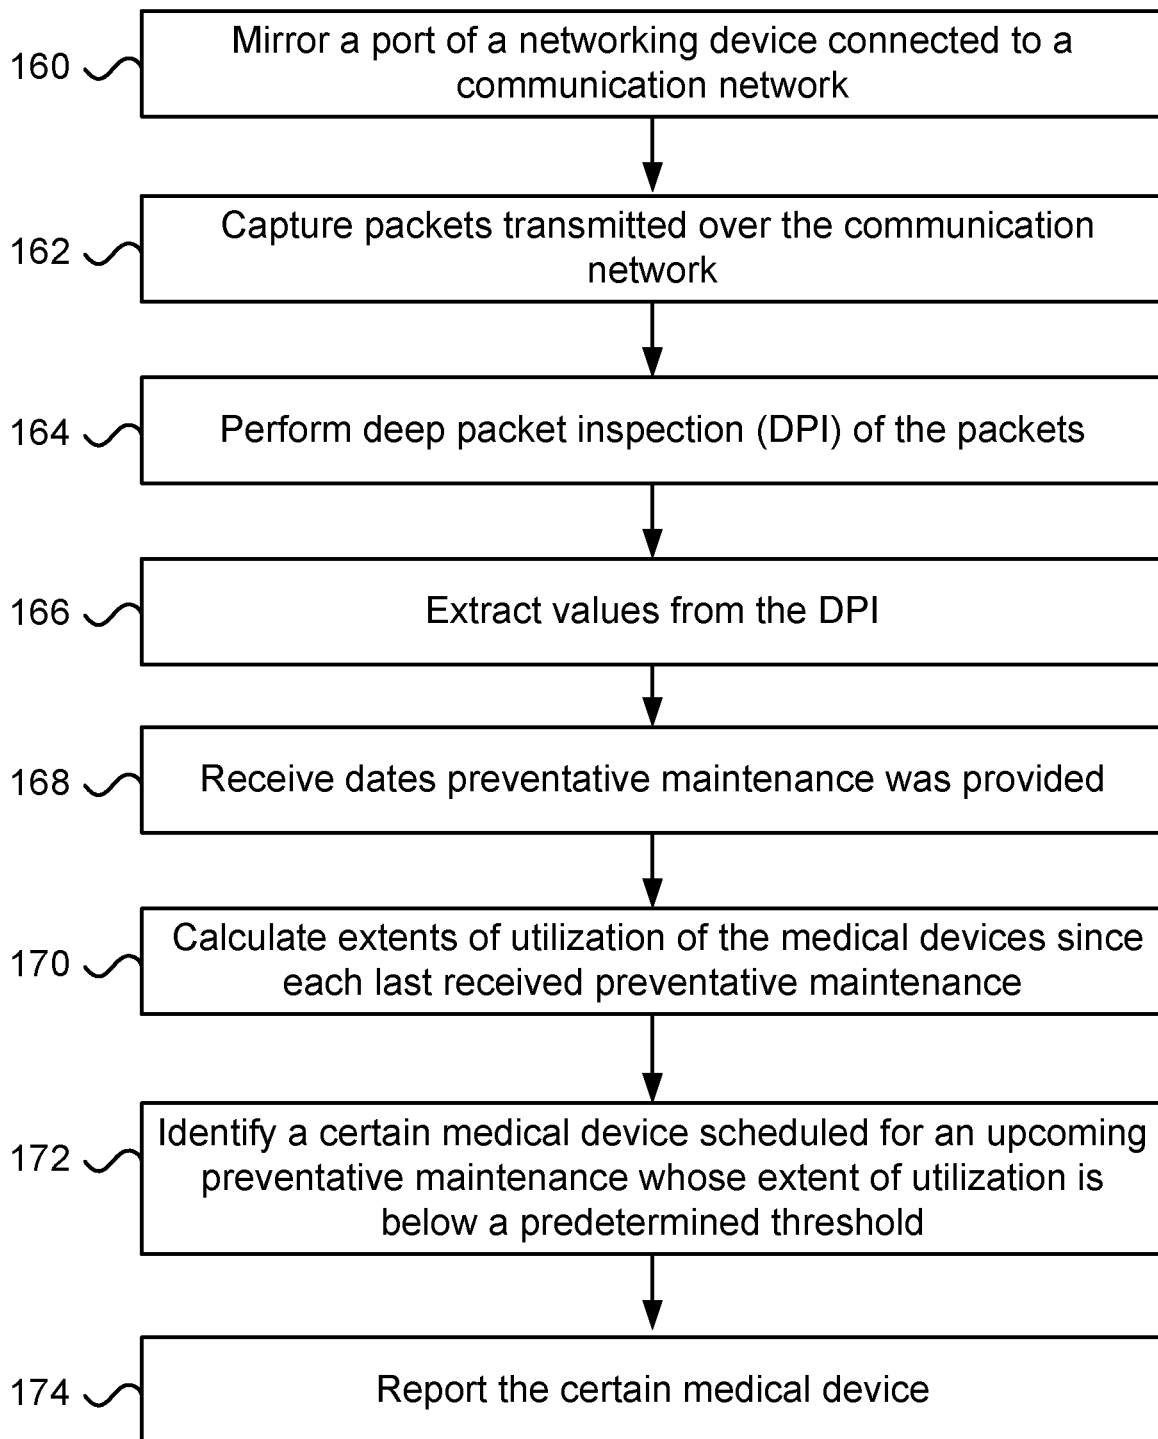 160
Mirror a port of a networking device connected to a
communication network
162
Capture packets transmitted over the communication
network
164
Perform deep packet inspection (DPI) of the packets
166
Extract values from the DPI
168
Receive dates preventative maintenance was provided
170
Calculate extents of utilization of the medical devices since
each last received preventative maintenance
172
Identify a certain medical device scheduled for an upcoming
preventative maintenance whose extent of utilization is
below a predetermined threshold
174
Report the certain medical device